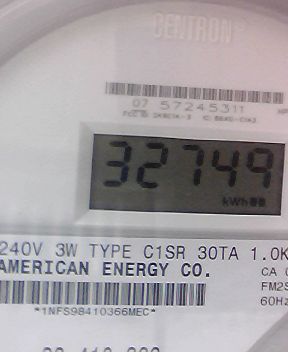 CENTRON®
07 57245311
32749
kWh
240V 3W TYPE C1SR 30TA 1.0K
AMERICAN ENERGY CO.
CA
FM2S
60Hz
*1NFS98410366MEC*